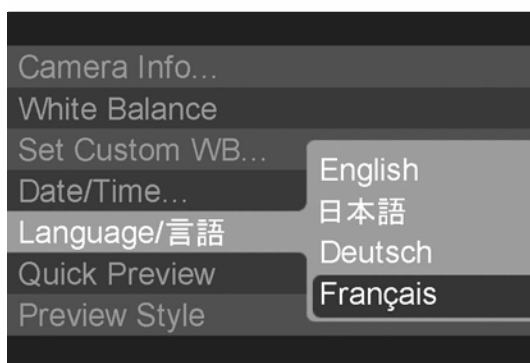 Camera Info...
White Balance
Set Custom WB...
Date/Time...
Language/言語
Quick Preview
Preview Style
English
日本語
Deutsch
Français